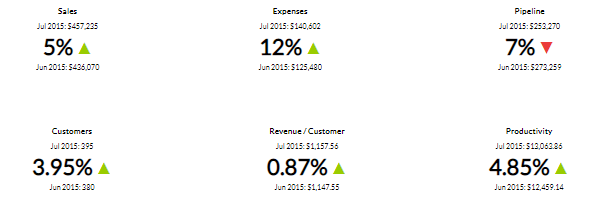 Sales
Jul 2015: $457,235
5%
Jun 2015: $436,070
Expenses
Jul 2015: $140,602
12%
Jun 2015: $125,480
Pipeline
Jul 2015: $253,270
7%
Jun 2015: $273,259
Customers
Jul 2015: 395
3.95%
Jun 2015: 380
Revenue / Customer
Jul 2015: $1,157.56
0.87%
Jun 2015: $1,147.55
Productivity
Jul 2015: $13,063.86
4.85%
Jun 2015: $12,459.14